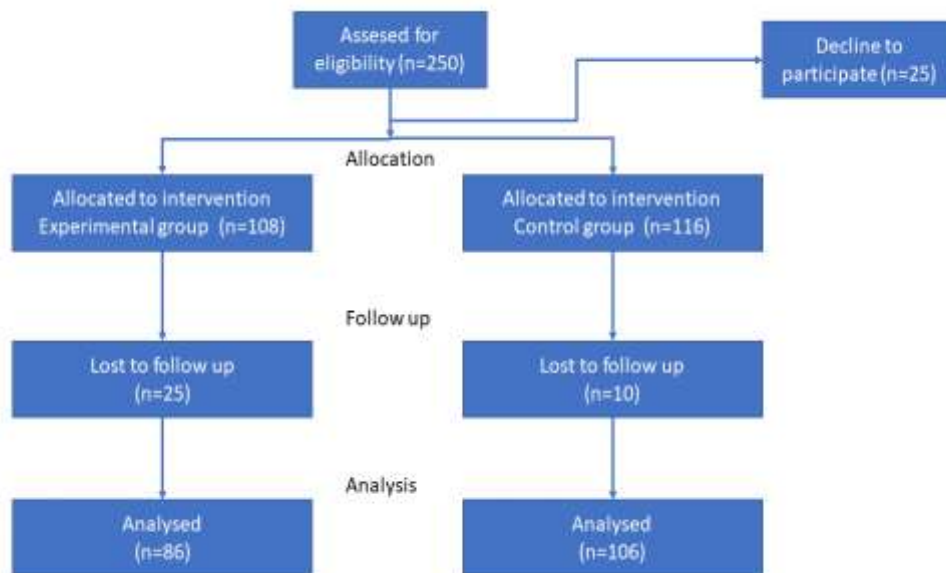 Assesed for
eligibility (n=250)
Decline to
participate (n=25)
Allocation
Allocated to intervention
Experimental group (n=108)
Allocated to intervention
Control group (n=116)
Follow up
Lost to follow up
(n=25)
Lost to follow up
(n=10)
Analysis
Analysed
(n=86)
Analysed
(n=106)